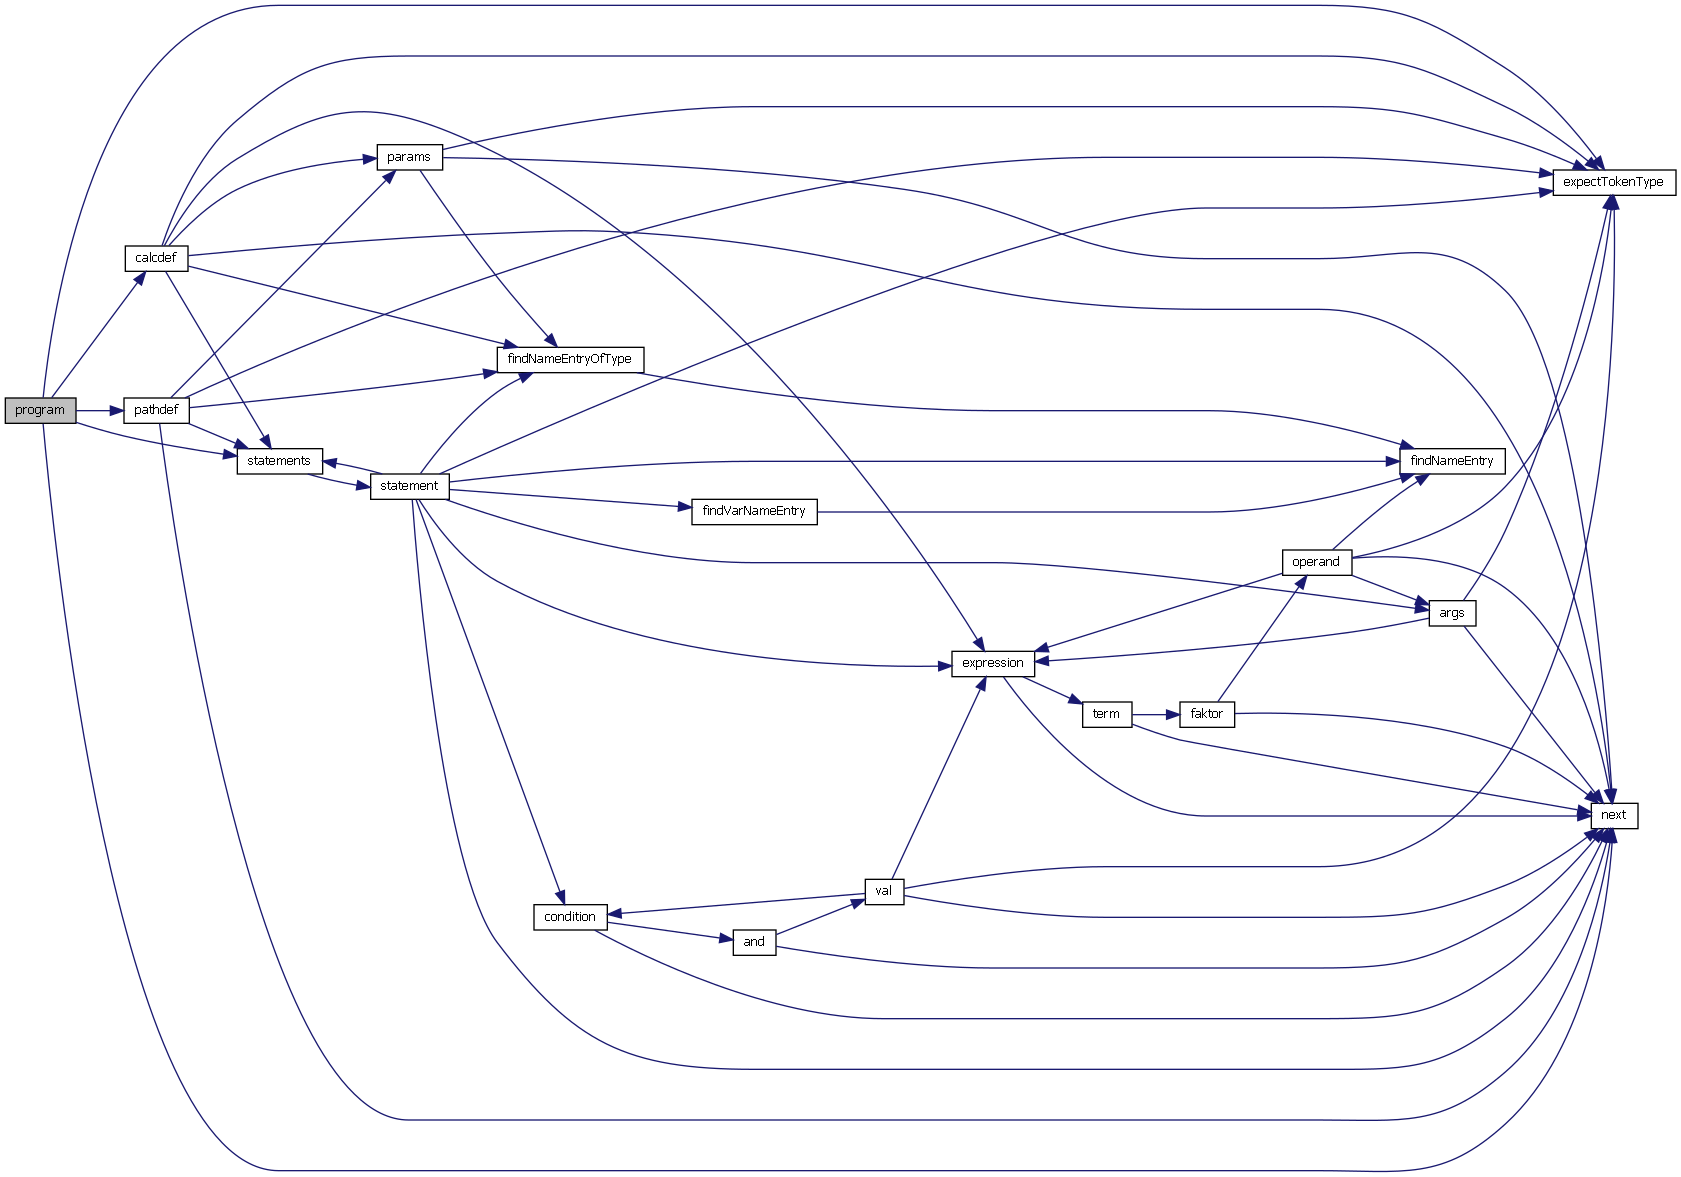 params
expectTokenType
calcdef
findNameEntryOfType
program
pathdef
statements
findNameEntry
statement
findVarNameEntry
operand
args
expression
term
faktor
next
val
condition
and